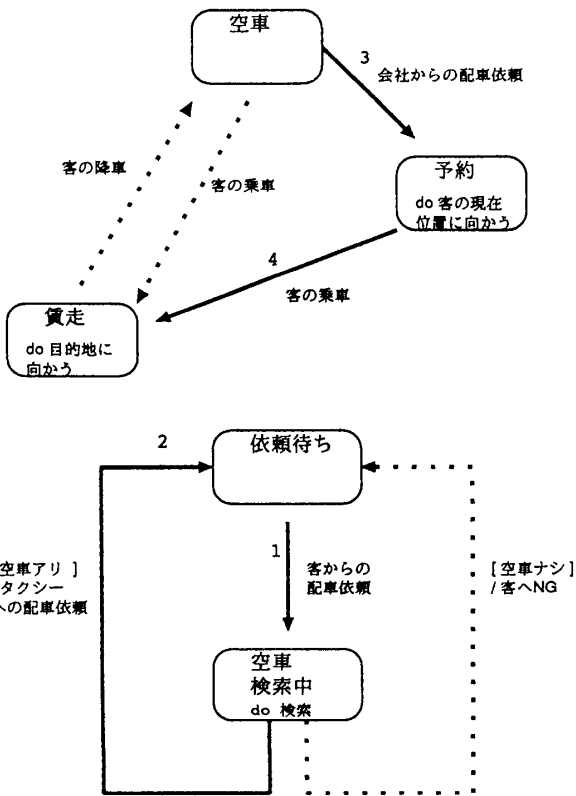 空車
3
会社からの配車依頼
予約
do 客の現在
位置に向かう
客の降車
客の乗車
4
客の乗車
賃走
do 目的地に
向かう
2
依頼待ち
1
客からの
配車依頼
空車アリ ]
タクシー
への配車依頼
[ 空車ナシ ]
/ 客へNG
空車
検索中
do 検索